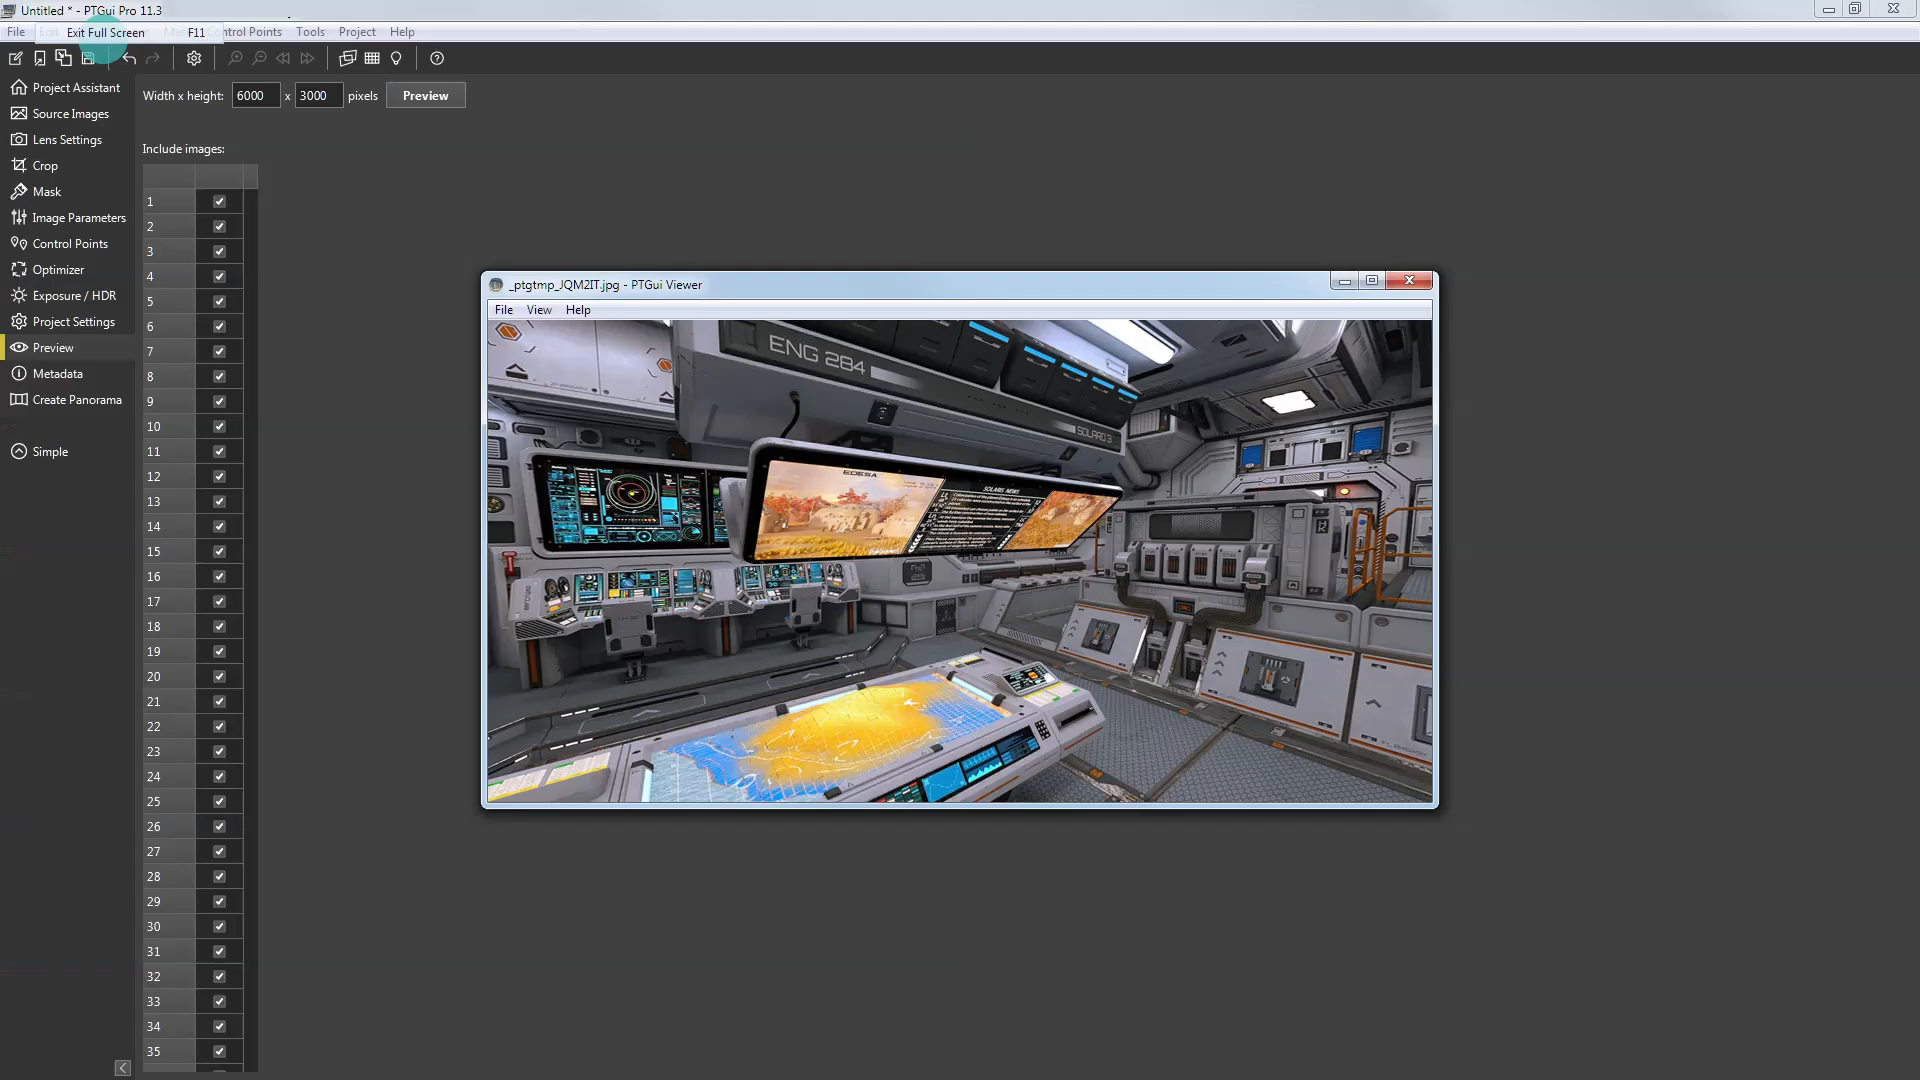 Untitled * - PTGui Pro 11.3
File
Exit Full Screen F11
ntrol Points Tools Project Help
Project Assistant
Source Images
Lens Settings
Crop
Mask
Image Parameters
Control Points
Optimizer
Exposure / HDR
Project Settings
Preview
Metadata
Create Panorama
Simple
Width x height: 6000 x 3000 pixels Preview
Include images:
1
2
3
4
5
6
7
8
9
10
11
12
13
14
15
16
17
18
19
20
21
22
23
24
25
26
27
28
29
30
31
32
33
34
35
_ptgtmp_JQM2IT.jpg - PTGui Viewer
File View Help
ENG 284
SOLARO 3
EDESA
SOLARIS NEWS